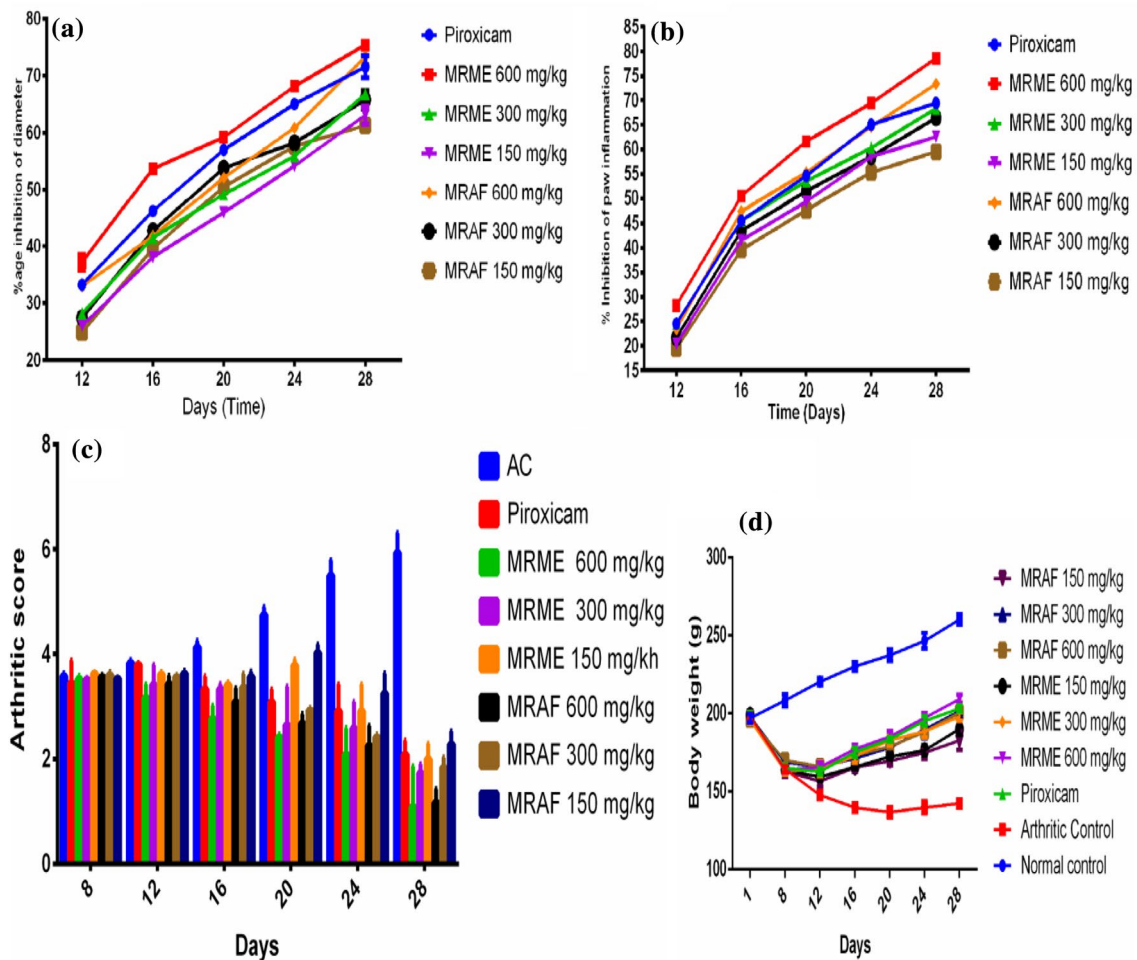 (a)
%age inhibition of diameter
80
70
60
50
40
30
20
12 16 20 24 28
Days (Time)
Piroxicam
MRME 600 mg/kg
MRME 300 mg/kg
MRME 150 mg/kg
MRAF 600 mg/kg
MRAF 300 mg/kg
MRAF 150 mg/kg
(b)
% Inhibition of paw inflammation
85
80
75
70
65
60
55
50
45
40
35
30
25
20
15
12 16 20 24 28
Time (Days)
Piroxicam
MRME 600 mg/kg
MRME 300 mg/kg
MRME 150 mg/kg
MRAF 600 mg/kg
MRAF 300 mg/kg
MRAF 150 mg/kg
(c)
Arthritic score
8
6
4
2
0
8 12 16 20 24 28
Days
AC
Piroxicam
MRME 600 mg/kg
MRME 300 mg/kg
MRME 150 mg/kh
MRAF 600 mg/kg
MRAF 300 mg/kg
MRAF 150 mg/kg
(d)
Body weight (g)
300
250
200
150
100
1 8 12 16 20 24 28
Days
MRAF 150 mg/kg
MRAF 300 mg/kg
MRAF 600 mg/kg
MRME 150 mg/kg
MRME 300 mg/kg
MRME 600 mg/kg
Piroxicam
Arthritic Control
Normal control